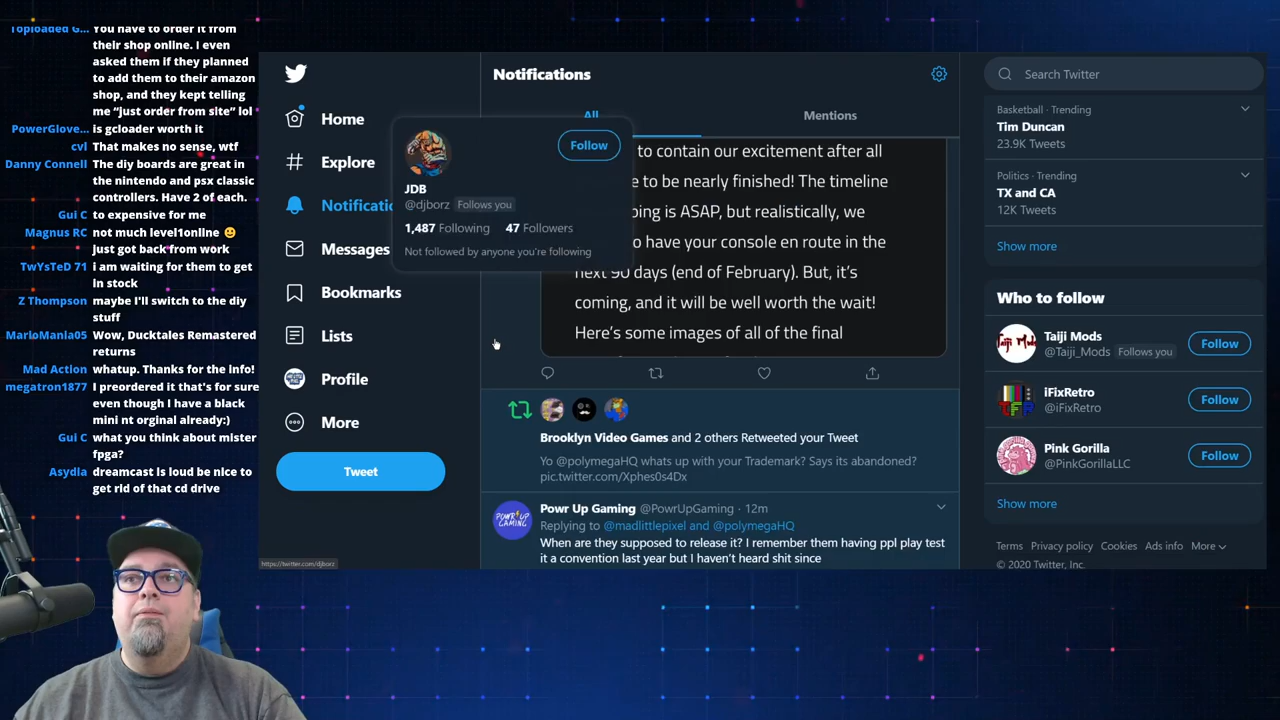 Toploaded G...
You have to order it from
their shop online. I even
asked them if they planned
to add them to their amazon
shop, and they kept telling
me “just order from site” lol
PowerGlove... is gcloader worth it
cvl That makes no sense, wtf
Danny Connell The diy boards are great in
the nintendo and psx classic
controllers. Have 2 of each.
Gui C to expensive for me
Magnus RC not much level1online
just got back from work
TwYsTeD 71 i am waiting for them to get
in stock
Z Thompson maybe I'll switch to the diy
stuff
MarioMania05 Wow, Ducktales Remastered
returns
Mad Action whatup. Thanks for the info!
megatron1877 I preordered it that's for sure
even though I have a black
mini nt orginal already:)
Gui C what you think about mister
fpga?
Asydia dreamcast is loud be nice to
get rid of that cd drive
Home
Explore
Notificatio
Messages
Bookmarks
Lists
Profile
More
Tweet
https://twitter.com/djborz
Notifications
All
Mentions
Follow
JDB
@djborz Follows you
1,487 Following 47 Followers
Not followed by anyone you're following
to contain our excitement after all
e to be nearly finished! The timeline
ping is ASAP, but realistically, we
o have your console en route in the
next 90 days (end of February). But, it’s
coming, and it will be well worth the wait!
Here’s some images of all of the final
Brooklyn Video Games and 2 others Retweeted your Tweet
Yo @polymegaHQ whats up with your Trademark? Says its abandoned?
pic.twitter.com/Xphes0s4Dx
POWR UP
GAMING
Powr Up Gaming @PowrUpGaming · 12m
Replying to @madlittlepixel and @polymegaHQ
When are they supposed to release it? I remember them having ppl play test
it a convention last year but I haven’t heard shit since
Search Twitter
Basketball · Trending
Tim Duncan
23.9K Tweets
Politics · Trending
TX and CA
12K Tweets
Show more
Who to follow
Taiji Mods
@Taiji_Mods Follows you
Follow
iFixRetro
@iFixRetro
Follow
Pink Gorilla
@PinkGorillaLLC
Follow
Show more
Terms Privacy policy Cookies Ads info More
© 2020 Twitter, Inc.